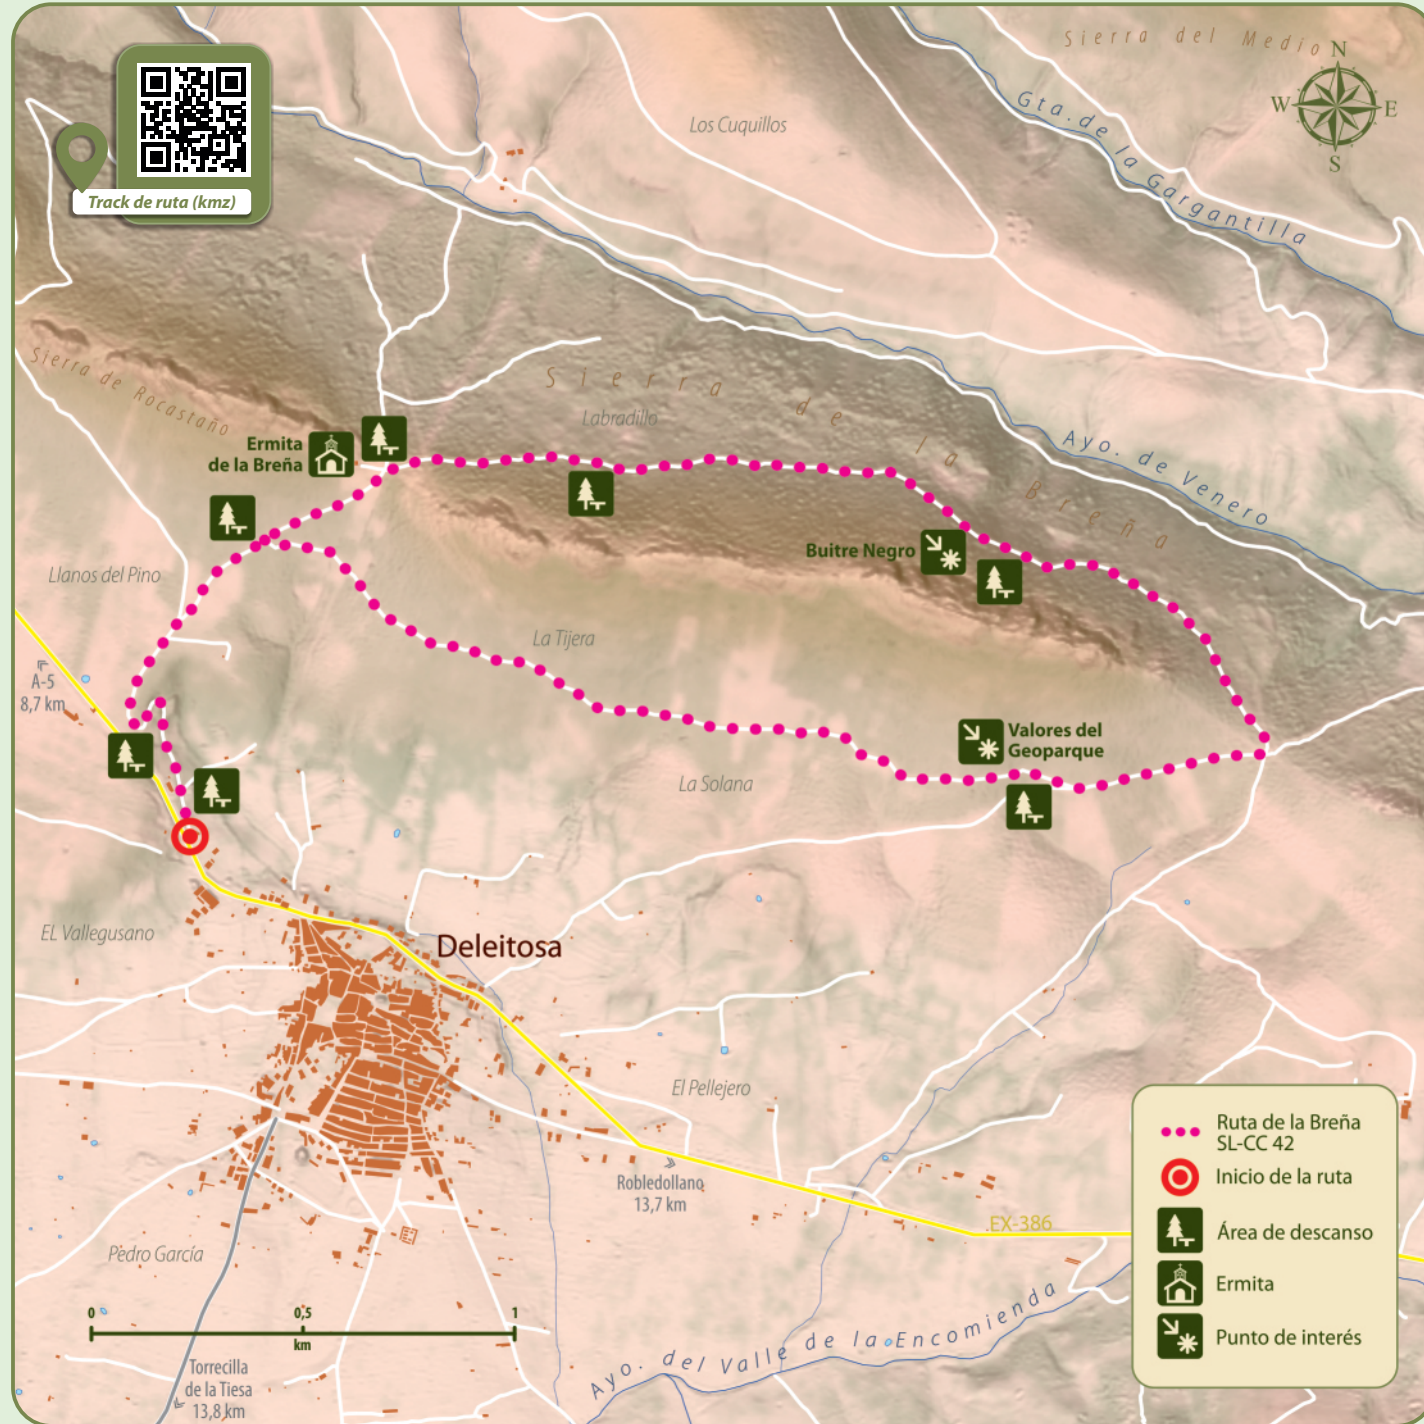 Track de ruta (kmz)
Sierra del Medio
N
W
E
S
Los Cuquillos
Gta. de la Gargantilla
Sierra de Rocastaño
Sierra de la Breña
Labradillo
Ayo. de Venero
Ermita
de la Breña
Buitre Negro
Llanos del Pino
La Tijera
A-5
8,7 km
Valores del
Geoparque
La Solana
EL Vallegusano
Deleitosa
El Pellejero
Robledollano
13,7 km
EX-386
Pedro García
Ayo. del Valle de la Encomienda
0
0,5
1
km
Torrecilla
de la Tiesa
13,8 km
Ruta de la Breña
SL-CC 42
Inicio de la ruta
Área de descanso
Ermita
Punto de interés